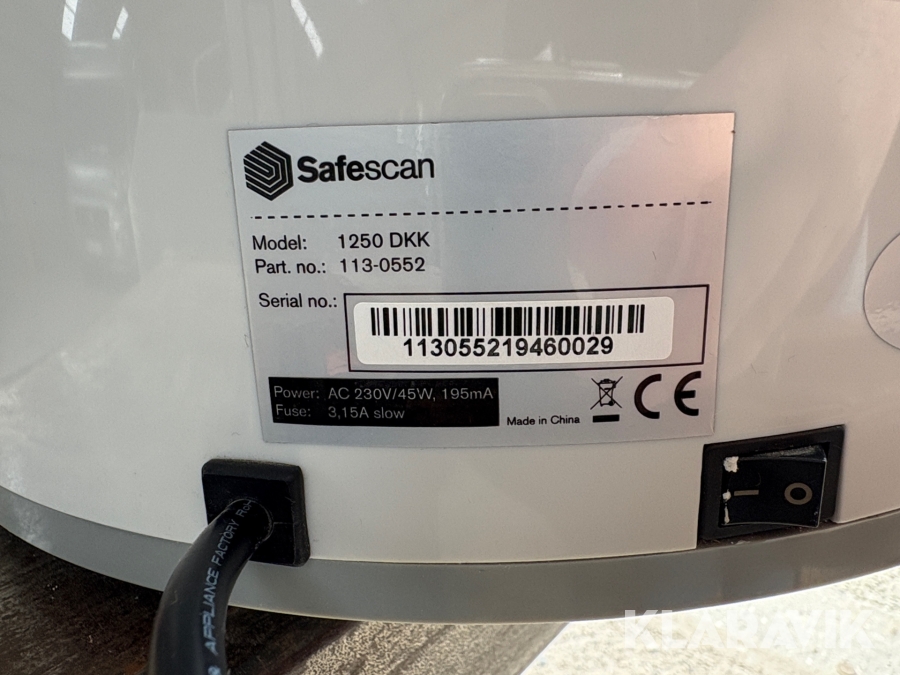 Safescan
Model: 1250 DKK
Part. no.: 113-0552
Serial no.:
113055219460029
Power: AC 230V/45W, 195mA
Fuse: 3,15A slow
Made in China
CE
I O
APPLIANCE FACTORY RoH
KLARAVIK